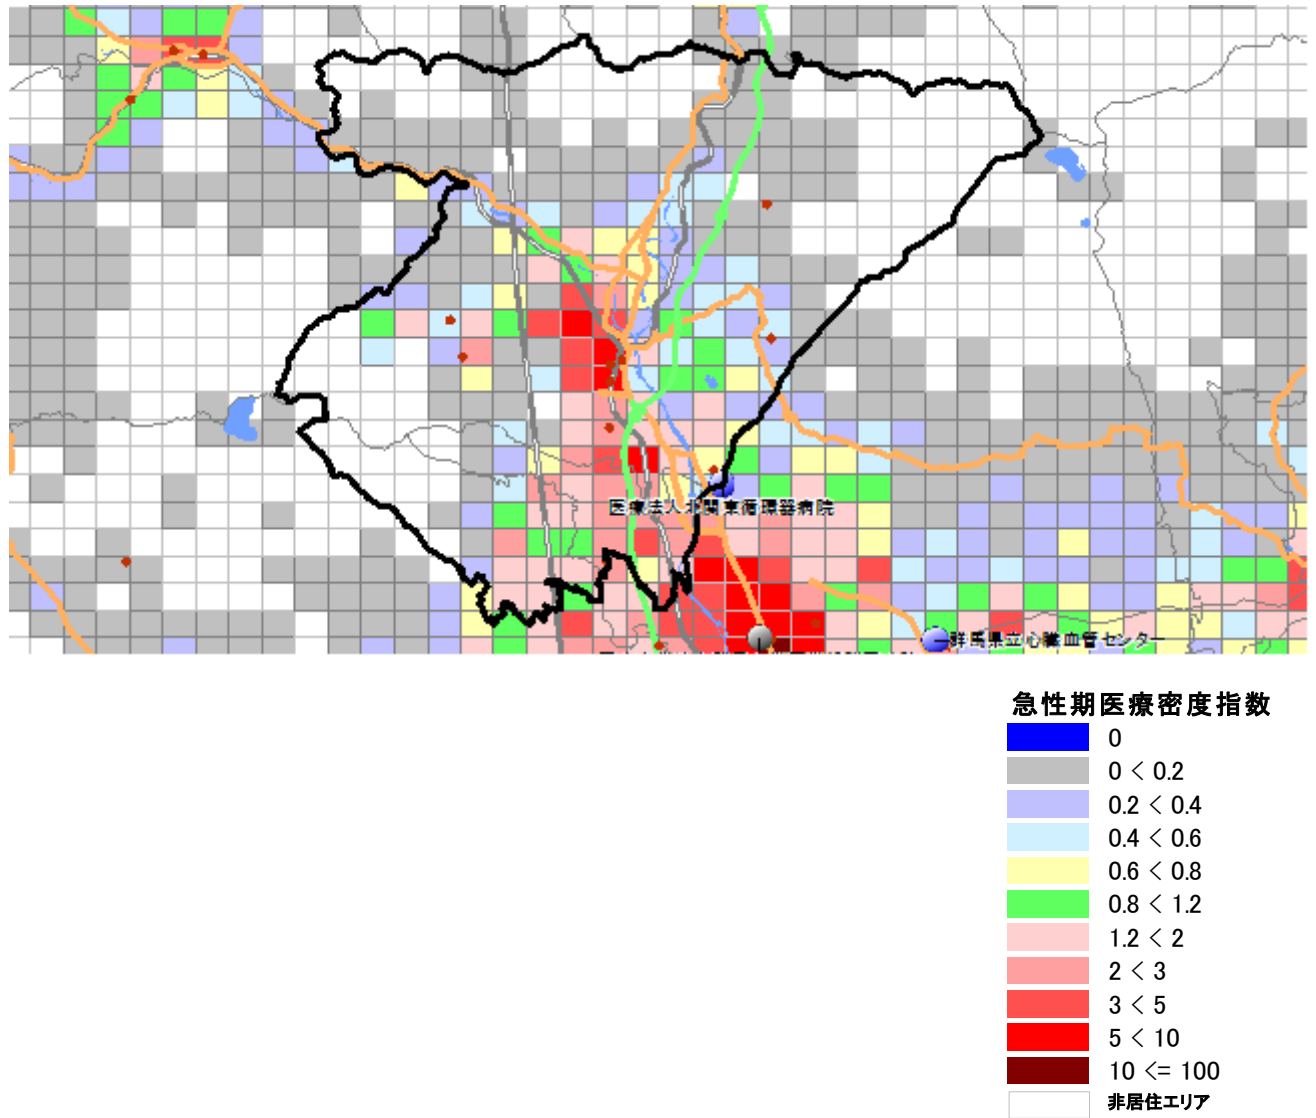 医療法人北関東循環器病院
群馬県立心臓血管センター
急性期医療密度指数
0
0 < 0.2
0.2 < 0.4
0.4 < 0.6
0.6 < 0.8
0.8 < 1.2
1.2 < 2
2 < 3
3 < 5
5 < 10
10 <= 100
非居住エリア